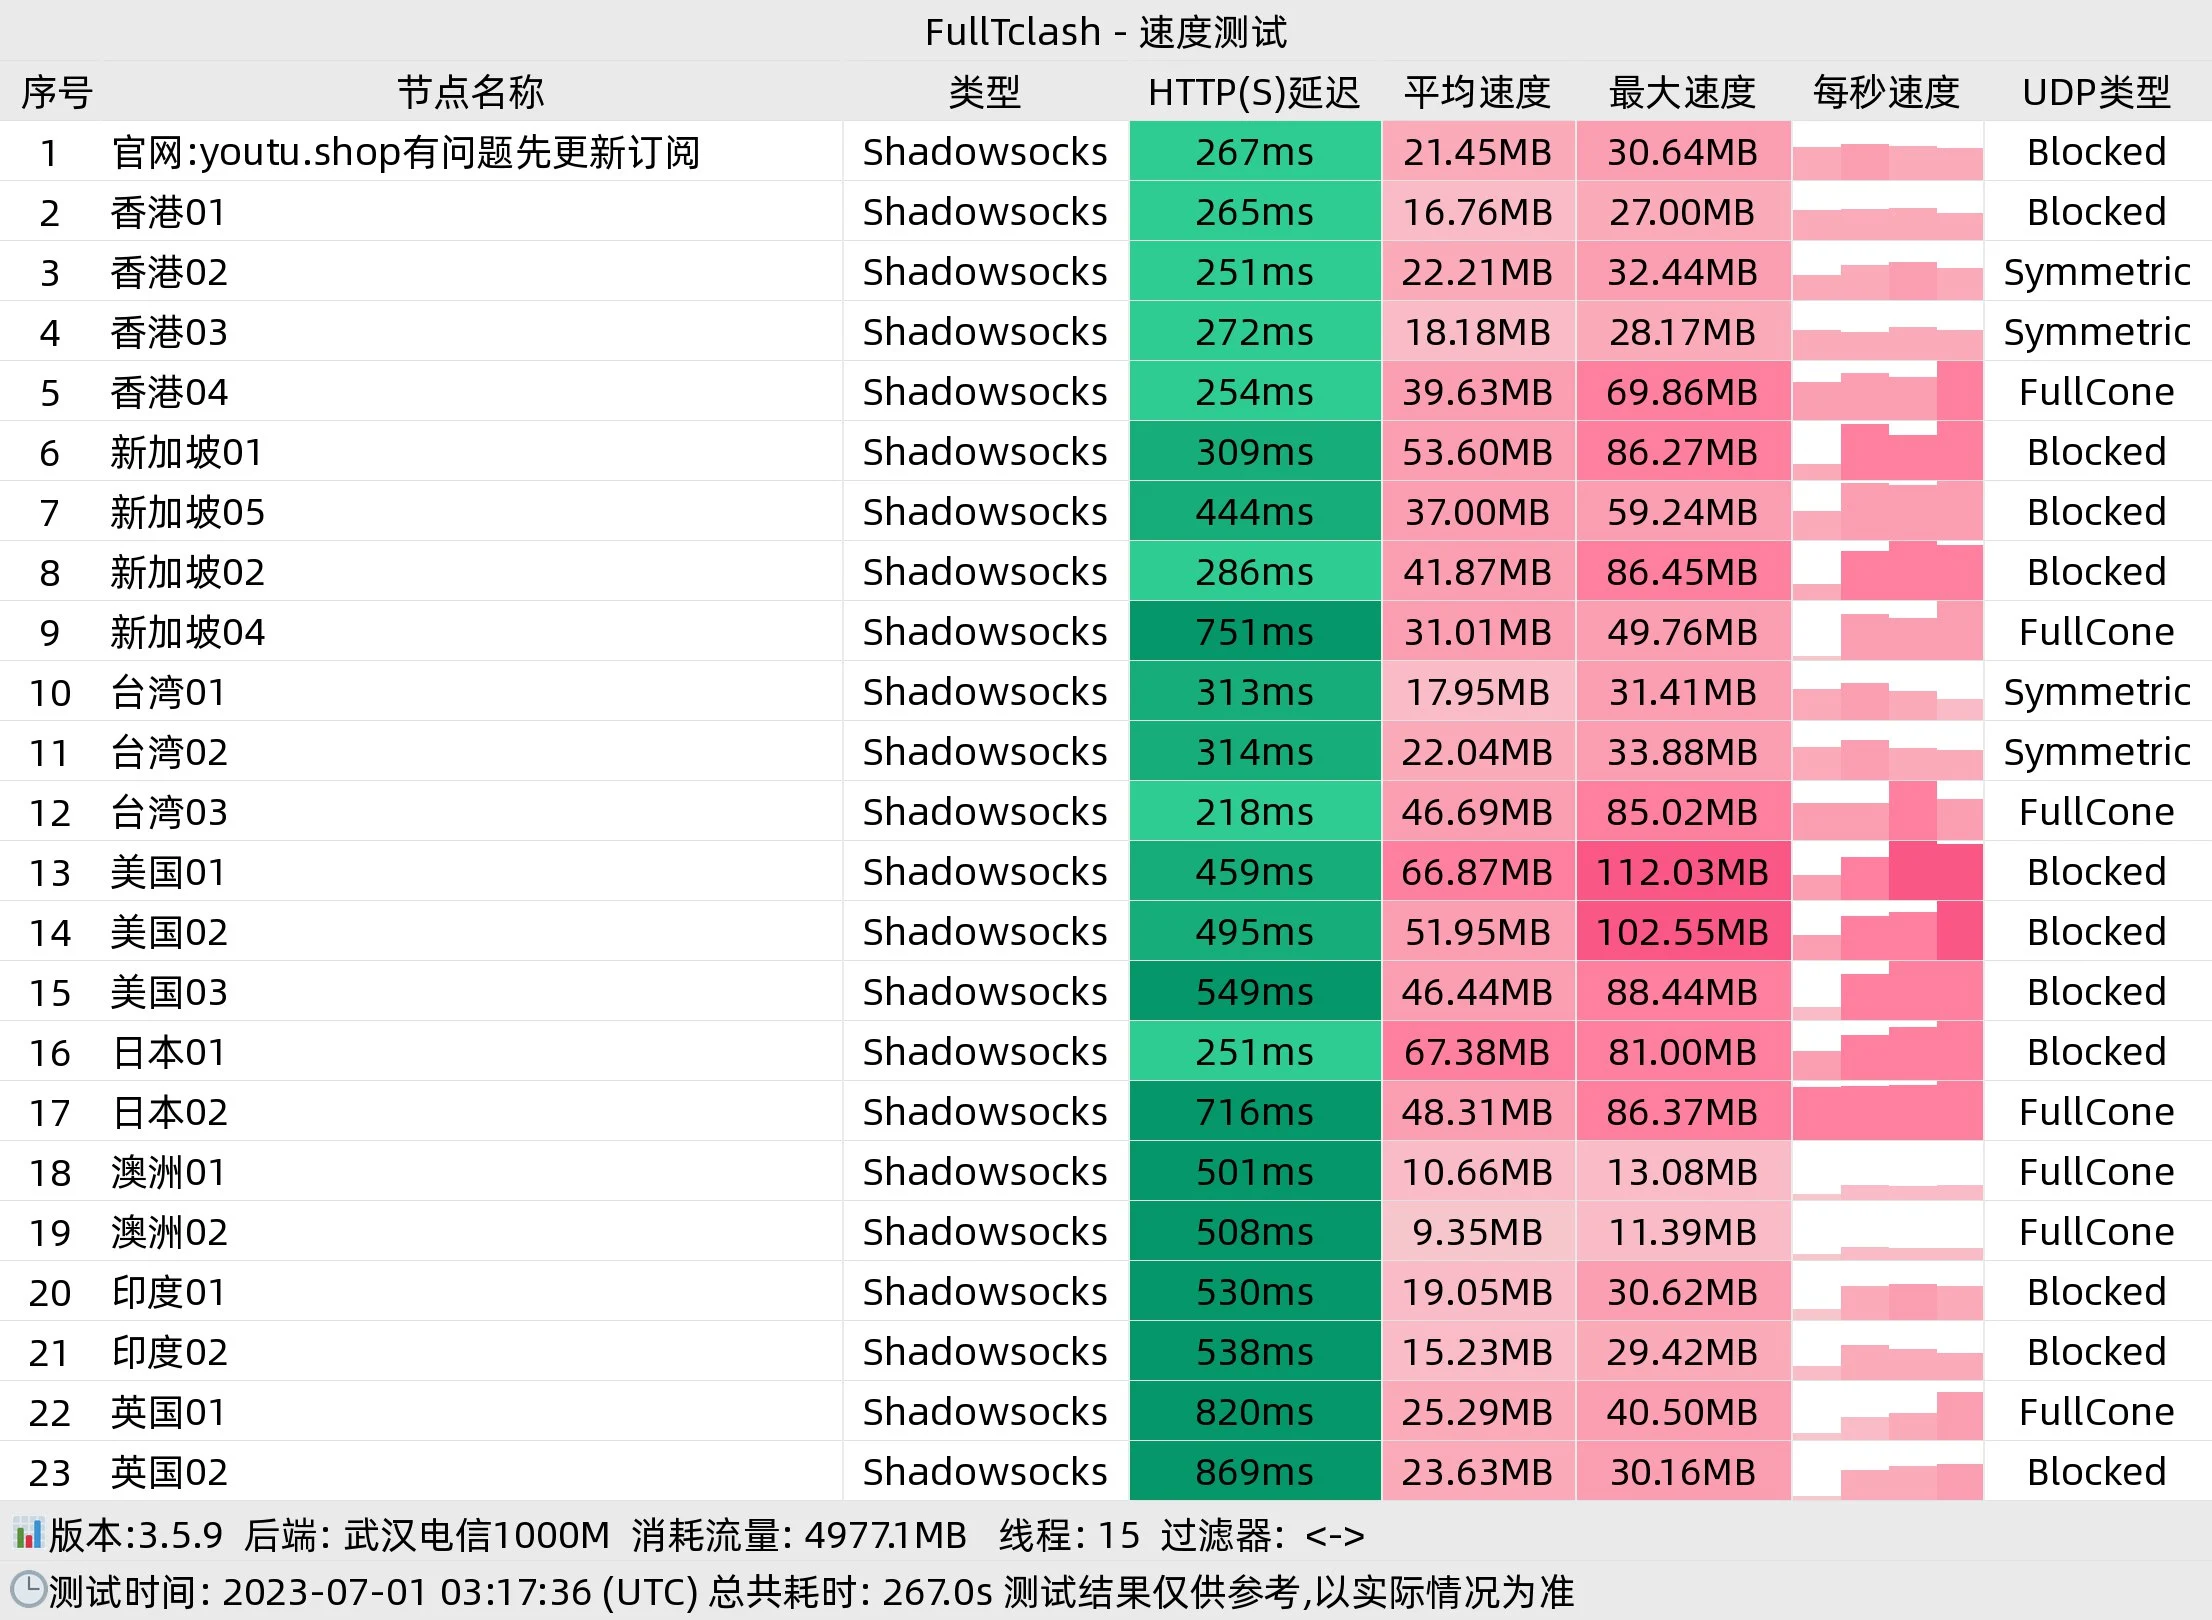 FullTclash - 速度测试
序号 节点名称 类型 HTTP(S)延迟 平均速度 最大速度 每秒速度 UDP类型
1 官网:youtu.shop有问题先更新订阅 Shadowsocks 267ms 21.45MB 30.64MB Blocked
2 香港01 Shadowsocks 265ms 16.76MB 27.00MB Blocked
3 香港02 Shadowsocks 251ms 22.21MB 32.44MB Symmetric
4 香港03 Shadowsocks 272ms 18.18MB 28.17MB Symmetric
5 香港04 Shadowsocks 254ms 39.63MB 69.86MB FullCone
6 新加坡01 Shadowsocks 309ms 53.60MB 86.27MB Blocked
7 新加坡05 Shadowsocks 444ms 37.00MB 59.24MB Blocked
8 新加坡02 Shadowsocks 286ms 41.87MB 86.45MB Blocked
9 新加坡04 Shadowsocks 751ms 31.01MB 49.76MB FullCone
10 台湾01 Shadowsocks 313ms 17.95MB 31.41MB Symmetric
11 台湾02 Shadowsocks 314ms 22.04MB 33.88MB Symmetric
12 台湾03 Shadowsocks 218ms 46.69MB 85.02MB FullCone
13 美国01 Shadowsocks 459ms 66.87MB 112.03MB Blocked
14 美国02 Shadowsocks 495ms 51.95MB 102.55MB Blocked
15 美国03 Shadowsocks 549ms 46.44MB 88.44MB Blocked
16 日本01 Shadowsocks 251ms 67.38MB 81.00MB Blocked
17 日本02 Shadowsocks 716ms 48.31MB 86.37MB FullCone
18 澳洲01 Shadowsocks 501ms 10.66MB 13.08MB FullCone
19 澳洲02 Shadowsocks 508ms 9.35MB 11.39MB FullCone
20 印度01 Shadowsocks 530ms 19.05MB 30.62MB Blocked
21 印度02 Shadowsocks 538ms 15.23MB 29.42MB Blocked
22 英国01 Shadowsocks 820ms 25.29MB 40.50MB FullCone
23 英国02 Shadowsocks 869ms 23.63MB 30.16MB Blocked
版本:3.5.9 后端: 武汉电信1000M 消耗流量: 4977.1MB 线程: 15 过滤器: <->
测试时间: 2023-07-01 03:17:36 (UTC) 总共耗时: 267.0s 测试结果仅供参考,以实际情况为准